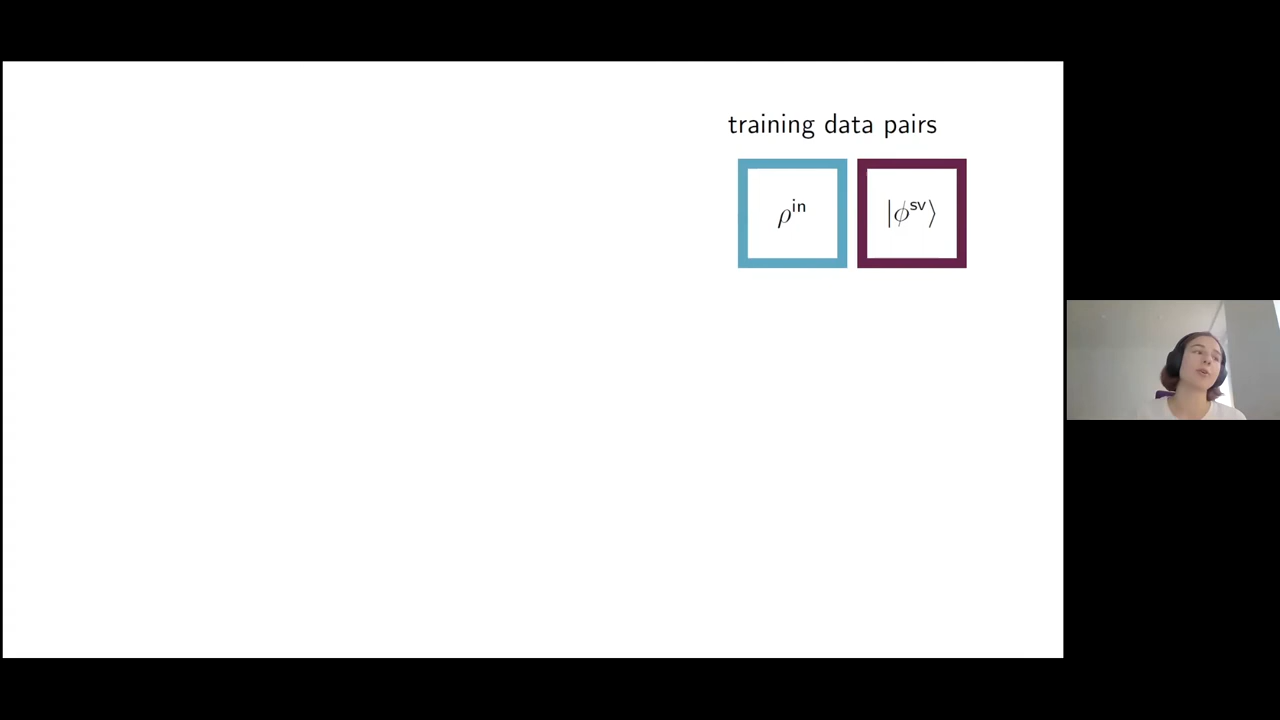 training data pairs
ρ^in |ϕ^sv⟩